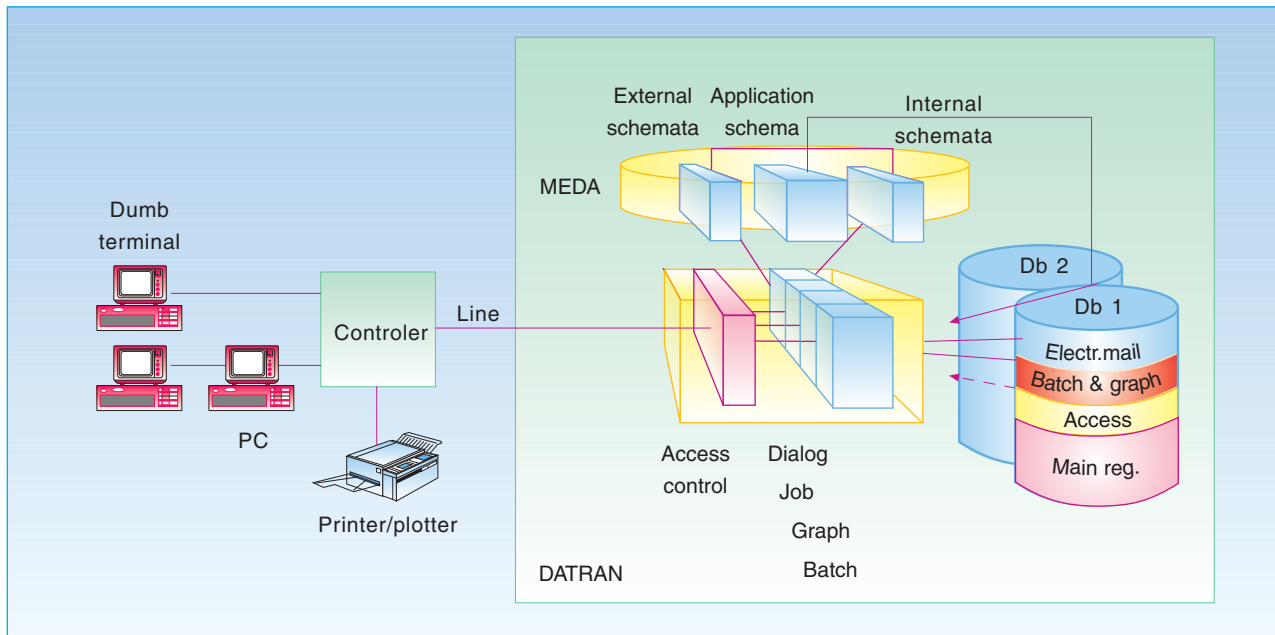 External
schemata
Application
schema
Internal
schemata
MEDA
Dumb
terminal
Db 2
Db 1
Line
Controler
Electr.mail
Batch & graph
Access
Main reg.
PC
Access
control
Dialog
Job
Graph
Batch
Printer/plotter
DATRAN